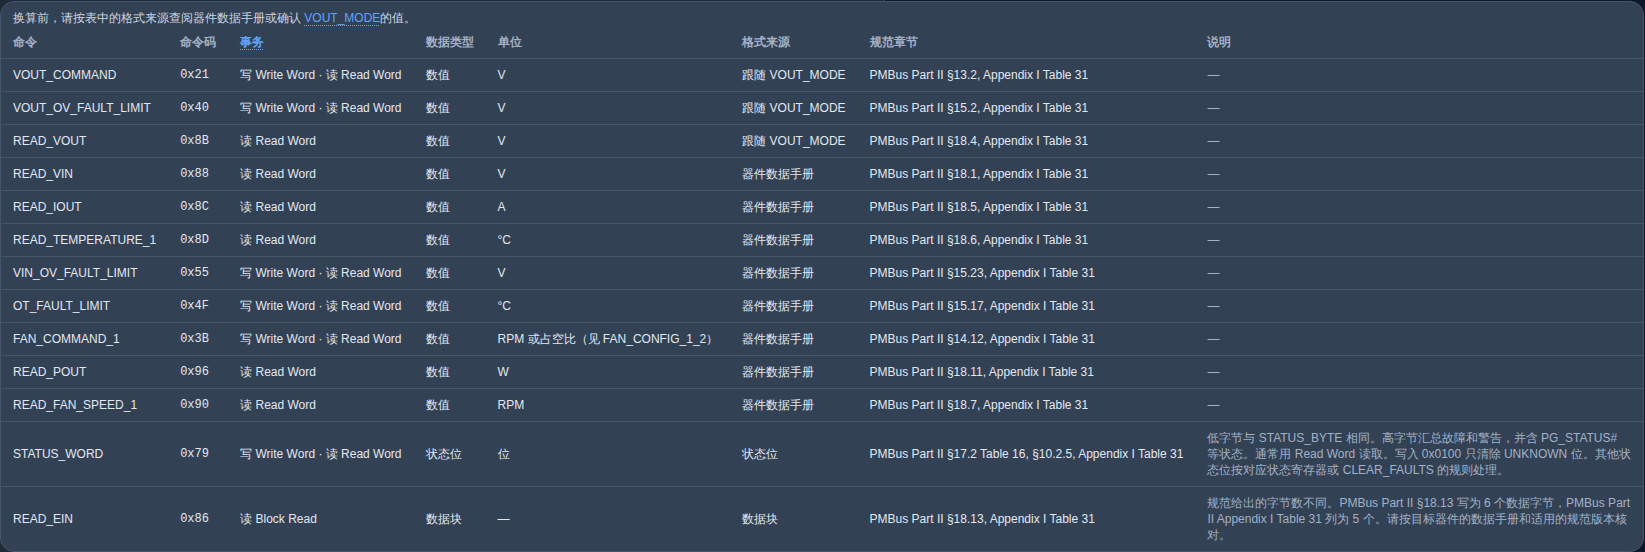 换算前，请按表中的格式来源查阅器件数据手册或确认 VOUT_MODE的值。
命令 命令码 事务 数据类型 单位 格式来源 规范章节 说明
VOUT_COMMAND 0x21 写 Write Word · 读 Read Word 数值 V 跟随 VOUT_MODE PMBus Part II §13.2, Appendix I Table 31 —
VOUT_OV_FAULT_LIMIT 0x40 写 Write Word · 读 Read Word 数值 V 跟随 VOUT_MODE PMBus Part II §15.2, Appendix I Table 31 —
READ_VOUT 0x8B 读 Read Word 数值 V 跟随 VOUT_MODE PMBus Part II §18.4, Appendix I Table 31 —
READ_VIN 0x88 读 Read Word 数值 V 器件数据手册 PMBus Part II §18.1, Appendix I Table 31 —
READ_IOUT 0x8C 读 Read Word 数值 A 器件数据手册 PMBus Part II §18.5, Appendix I Table 31 —
READ_TEMPERATURE_1 0x8D 读 Read Word 数值 °C 器件数据手册 PMBus Part II §18.6, Appendix I Table 31 —
VIN_OV_FAULT_LIMIT 0x55 写 Write Word · 读 Read Word 数值 V 器件数据手册 PMBus Part II §15.23, Appendix I Table 31 —
OT_FAULT_LIMIT 0x4F 写 Write Word · 读 Read Word 数值 °C 器件数据手册 PMBus Part II §15.17, Appendix I Table 31 —
FAN_COMMAND_1 0x3B 写 Write Word · 读 Read Word 数值 RPM 或占空比（见 FAN_CONFIG_1_2） 器件数据手册 PMBus Part II §14.12, Appendix I Table 31 —
READ_POUT 0x96 读 Read Word 数值 W 器件数据手册 PMBus Part II §18.11, Appendix I Table 31 —
READ_FAN_SPEED_1 0x90 读 Read Word 数值 RPM 器件数据手册 PMBus Part II §18.7, Appendix I Table 31 —
STATUS_WORD 0x79 写 Write Word · 读 Read Word 状态位 位 状态位 PMBus Part II §17.2 Table 16, §10.2.5, Appendix I Table 31
低字节与 STATUS_BYTE 相同。高字节汇总故障和警告，并含 PG_STATUS#
等状态。通常用 Read Word 读取。写入 0x0100 只清除 UNKNOWN 位。其他状
态位按对应状态寄存器或 CLEAR_FAULTS 的规则处理。
READ_EIN 0x86 读 Block Read 数据块 — 数据块 PMBus Part II §18.13, Appendix I Table 31
规范给出的字节数不同。PMBus Part II §18.13 写为 6 个数据字节，PMBus Part
II Appendix I Table 31 列为 5 个。请按目标器件的数据手册和适用的规范版本核
对。